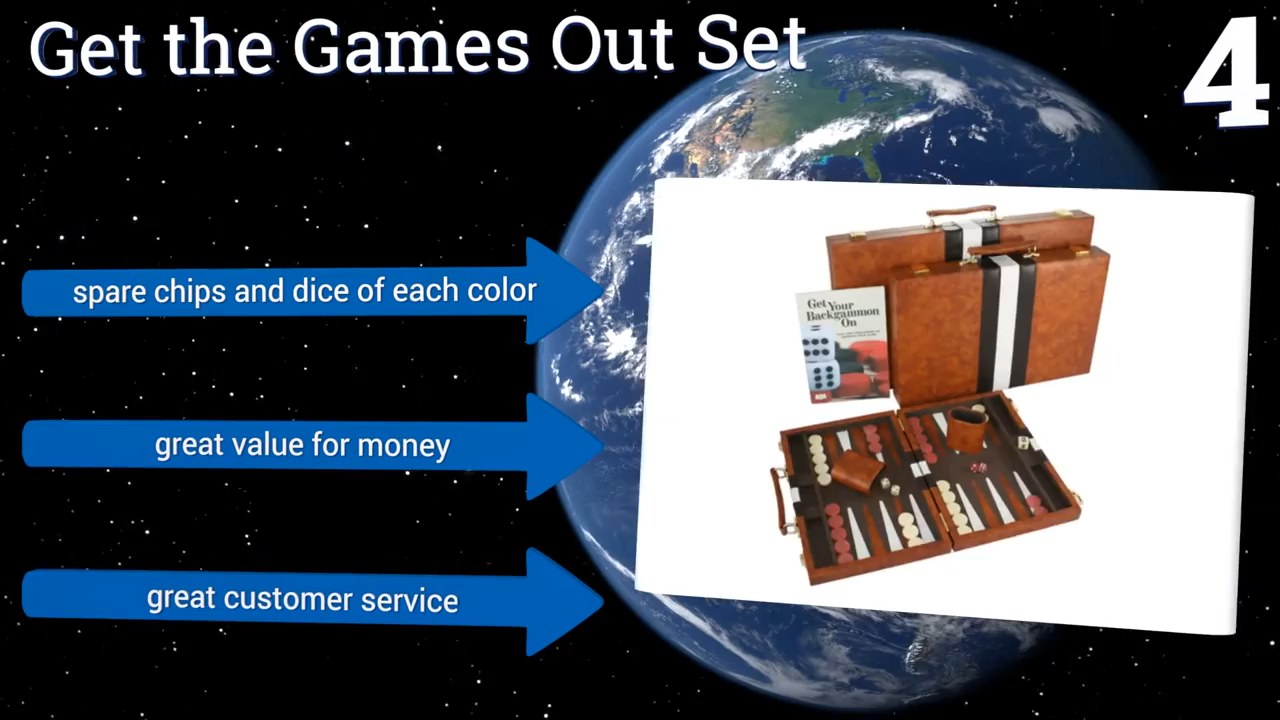 Get the Games Out Set
4
spare chips and dice of each color
great value for money
great customer service
Get Your
Backgammon
On